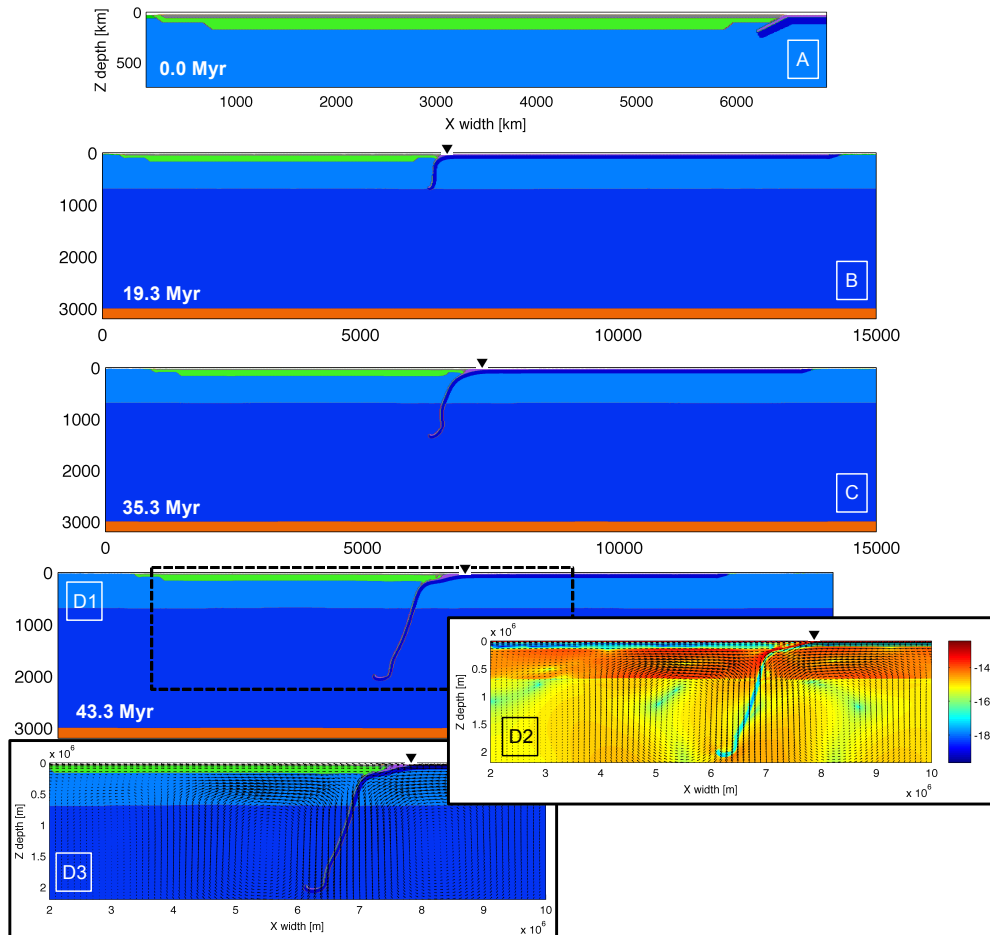 0
500
Z depth [km]
0.0 Myr
A
1000 2000 3000 4000 5000 6000
X width [km]
0
1000
2000
3000
19.3 Myr
B
0 5000 10000 15000
0
1000
2000
3000
35.3 Myr
C
0 5000 10000 15000
0
1000
2000
3000
D1
43.3 Myr
x 10^6
0
0.5
1
1.5
2
Z depth [m]
D2
2 3 4 5 6 7 8 9 10
X width [m]
x 10^6
-14
-16
-18
x 10^6
0
0.5
1
1.5
2
Z depth [m]
D3
2 3 4 5 6 7 8 9 10
X width [m]
x 10^6